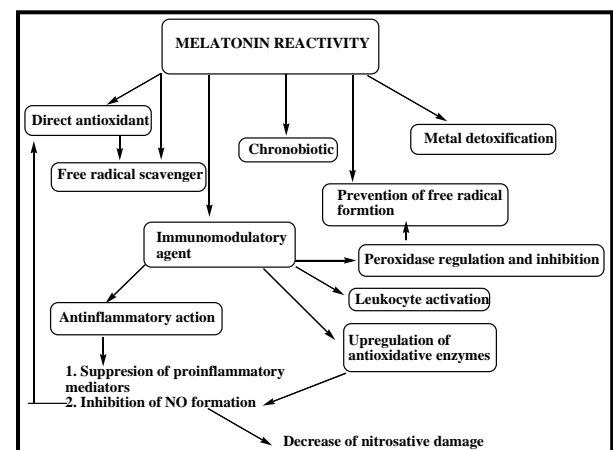 MELATONIN REACTIVITY
Direct antioxidant
Free radical scavenger
Chronobiotic
Metal detoxification
Prevention of free radical
formtion
Immunomodulatory
agent
Peroxidase regulation and inhibition
Leukocyte activation
Antinflammatory action
Upregulation of
antioxidative enzymes
1. Suppresion of proinflammatory
mediators
2. Inhibition of NO formation
Decrease of nitrosative damage